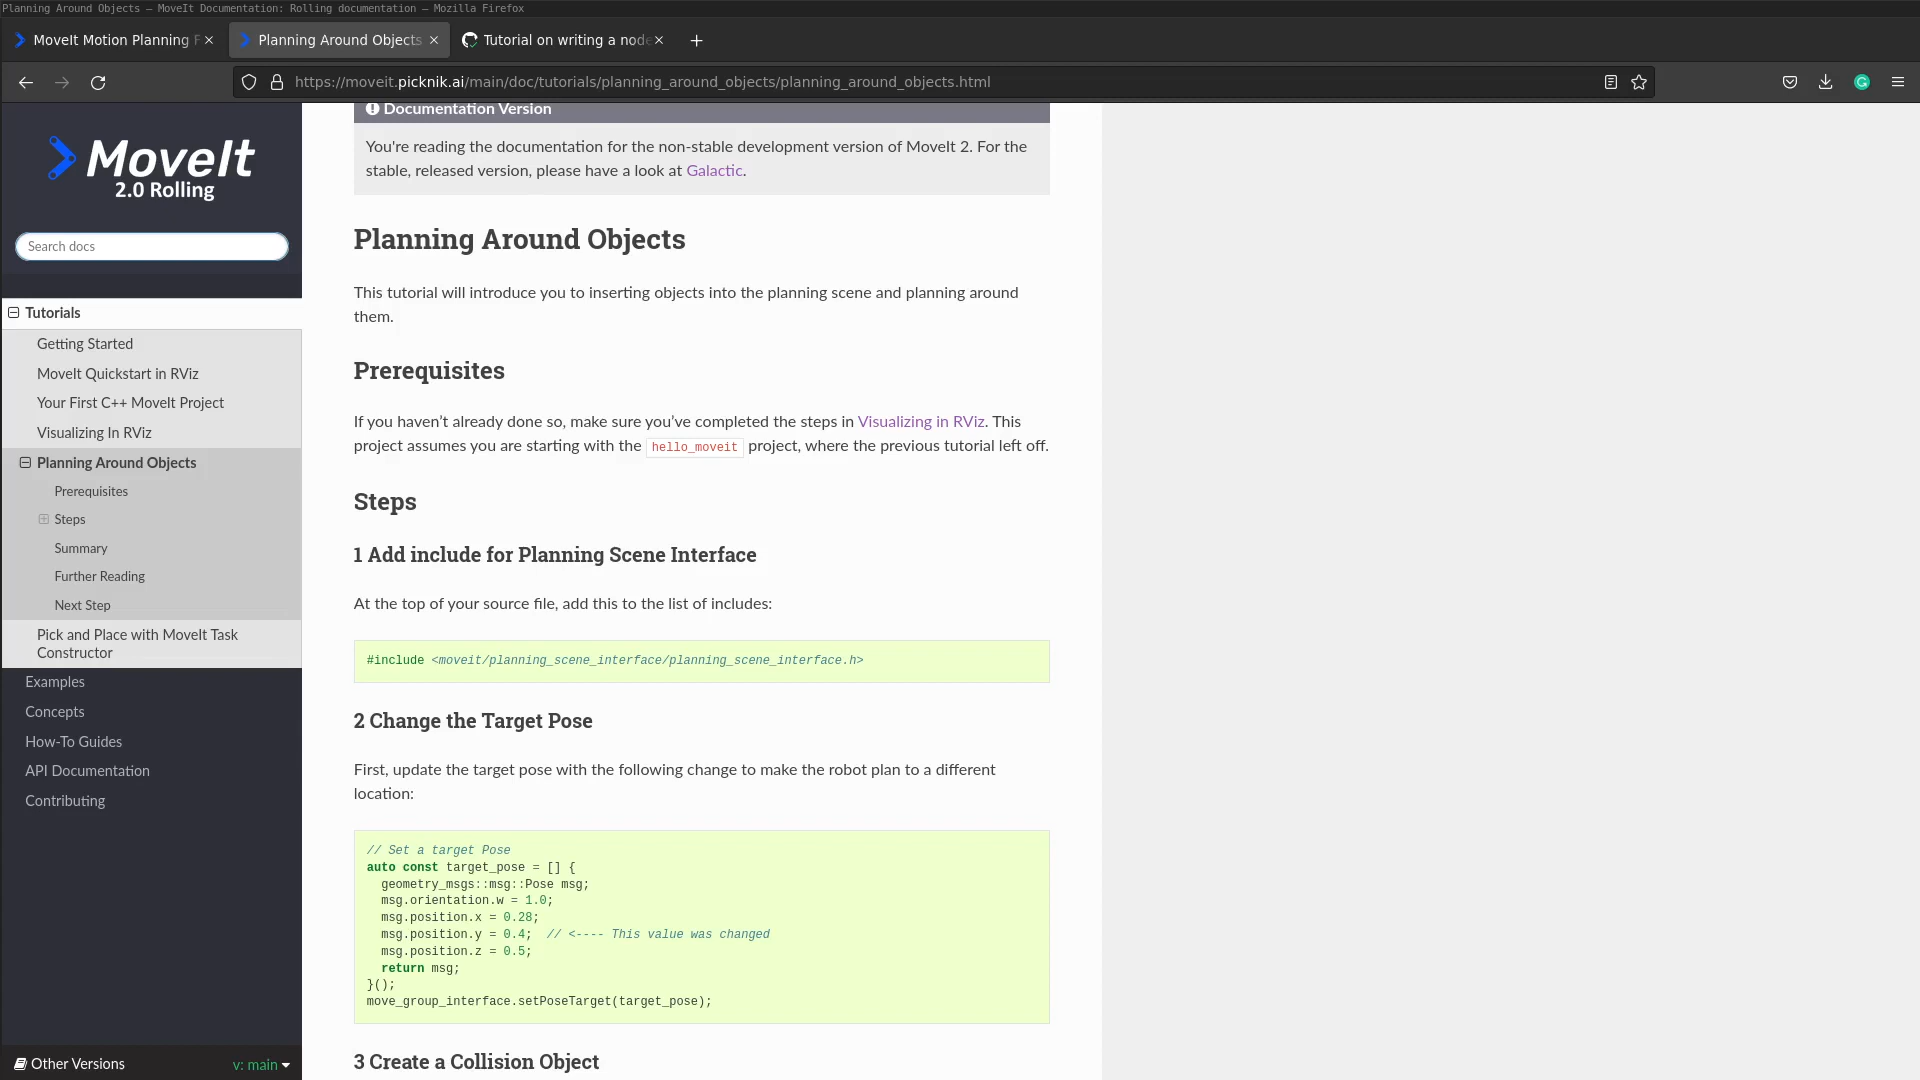 Planning Around Objects — MoveIt Documentation: Rolling documentation — Mozilla Firefox
MoveIt Motion Planning F
Planning Around Objects
Tutorial on writing a node
https://moveit.picknik.ai/main/doc/tutorials/planning_around_objects/planning_around_objects.html
MoveIt
2.0 Rolling
Search docs
Tutorials
Getting Started
MoveIt Quickstart in RViz
Your First C++ MoveIt Project
Visualizing In RViz
Planning Around Objects
Prerequisites
Steps
Summary
Further Reading
Next Step
Pick and Place with MoveIt Task
Constructor
Examples
Concepts
How-To Guides
API Documentation
Contributing
Other Versions
v: main
Documentation Version
You're reading the documentation for the non-stable development version of MoveIt 2. For the
stable, released version, please have a look at Galactic.
Planning Around Objects
This tutorial will introduce you to inserting objects into the planning scene and planning around
them.
Prerequisites
If you haven’t already done so, make sure you’ve completed the steps in Visualizing in RViz. This
project assumes you are starting with the hello_moveit project, where the previous tutorial left off.
Steps
1 Add include for Planning Scene Interface
At the top of your source file, add this to the list of includes:
#include <moveit/planning_scene_interface/planning_scene_interface.h>
2 Change the Target Pose
First, update the target pose with the following change to make the robot plan to a different
location:
// Set a target Pose
auto const target_pose = [] {
  geometry_msgs::msg::Pose msg;
  msg.orientation.w = 1.0;
  msg.position.x = 0.28;
  msg.position.y = 0.4;  // <---- This value was changed
  msg.position.z = 0.5;
  return msg;
}();
move_group_interface.setPoseTarget(target_pose);
3 Create a Collision Object